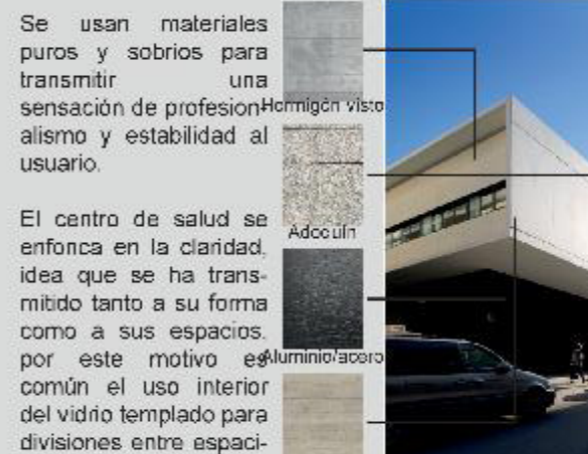 Se usan materiales
puros y sobrios para
transmitir una
sensación de profesion-
alismo y estabilidad al
usuario.
El centro de salud se
enfonca en la claridad,
idea que se ha trans-
mitido tanto a su forma
como a sus espacios.
por este motivo es
común el uso interior
del vidrio templado para
divisiones entre espaci-
Hormigón visto
Adoquín
Aluminio/acero